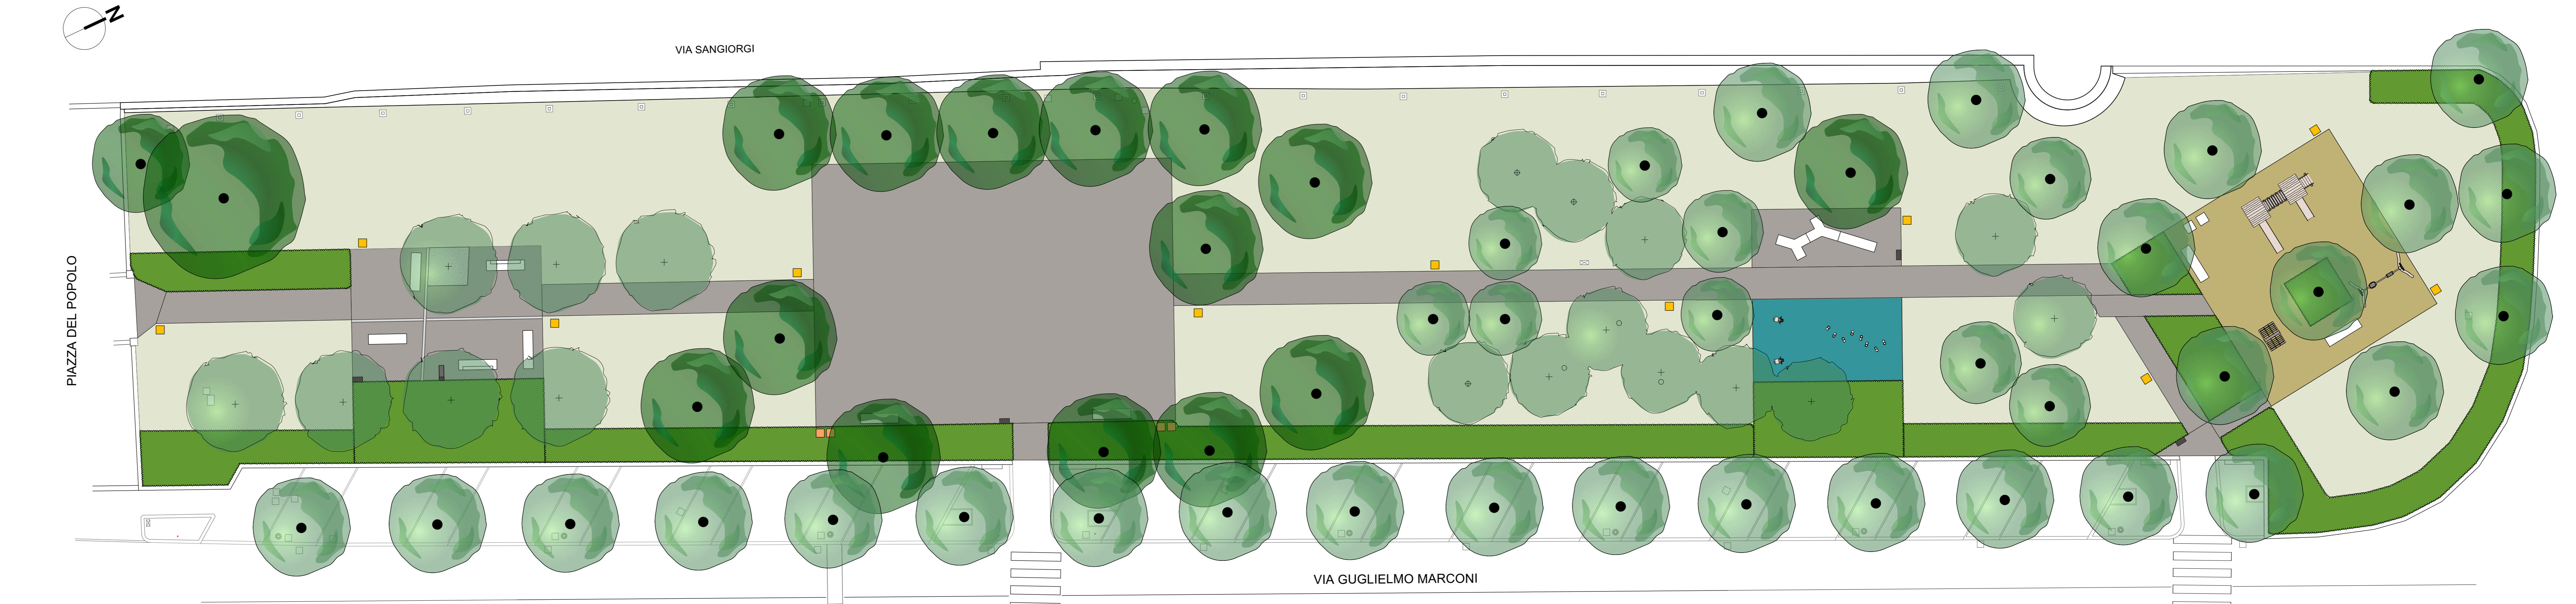 N
VIA SANGIORGI
PIAZZA DEL POPOLO
VIA GUGLIELMO MARCONI